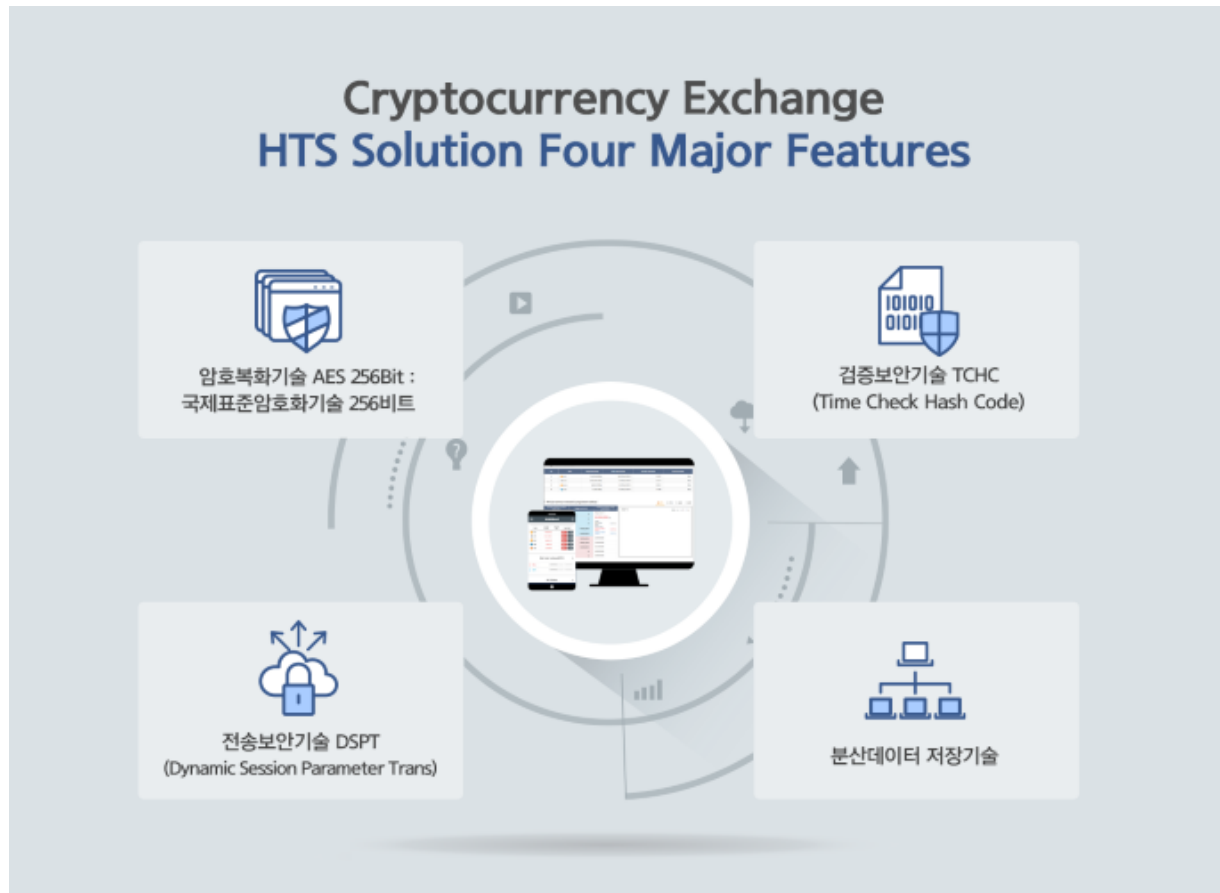 Cryptocurrency Exchange
HTS Solution Four Major Features
암호복화기술 AES 256Bit :
국제표준암호화기술 256비트
101010
검증보안기술 TCHC
(Time Check Hash Code)
전송보안기술 DSPT
(Dynamic Session Parameter Trans)
분산데이터 저장기술